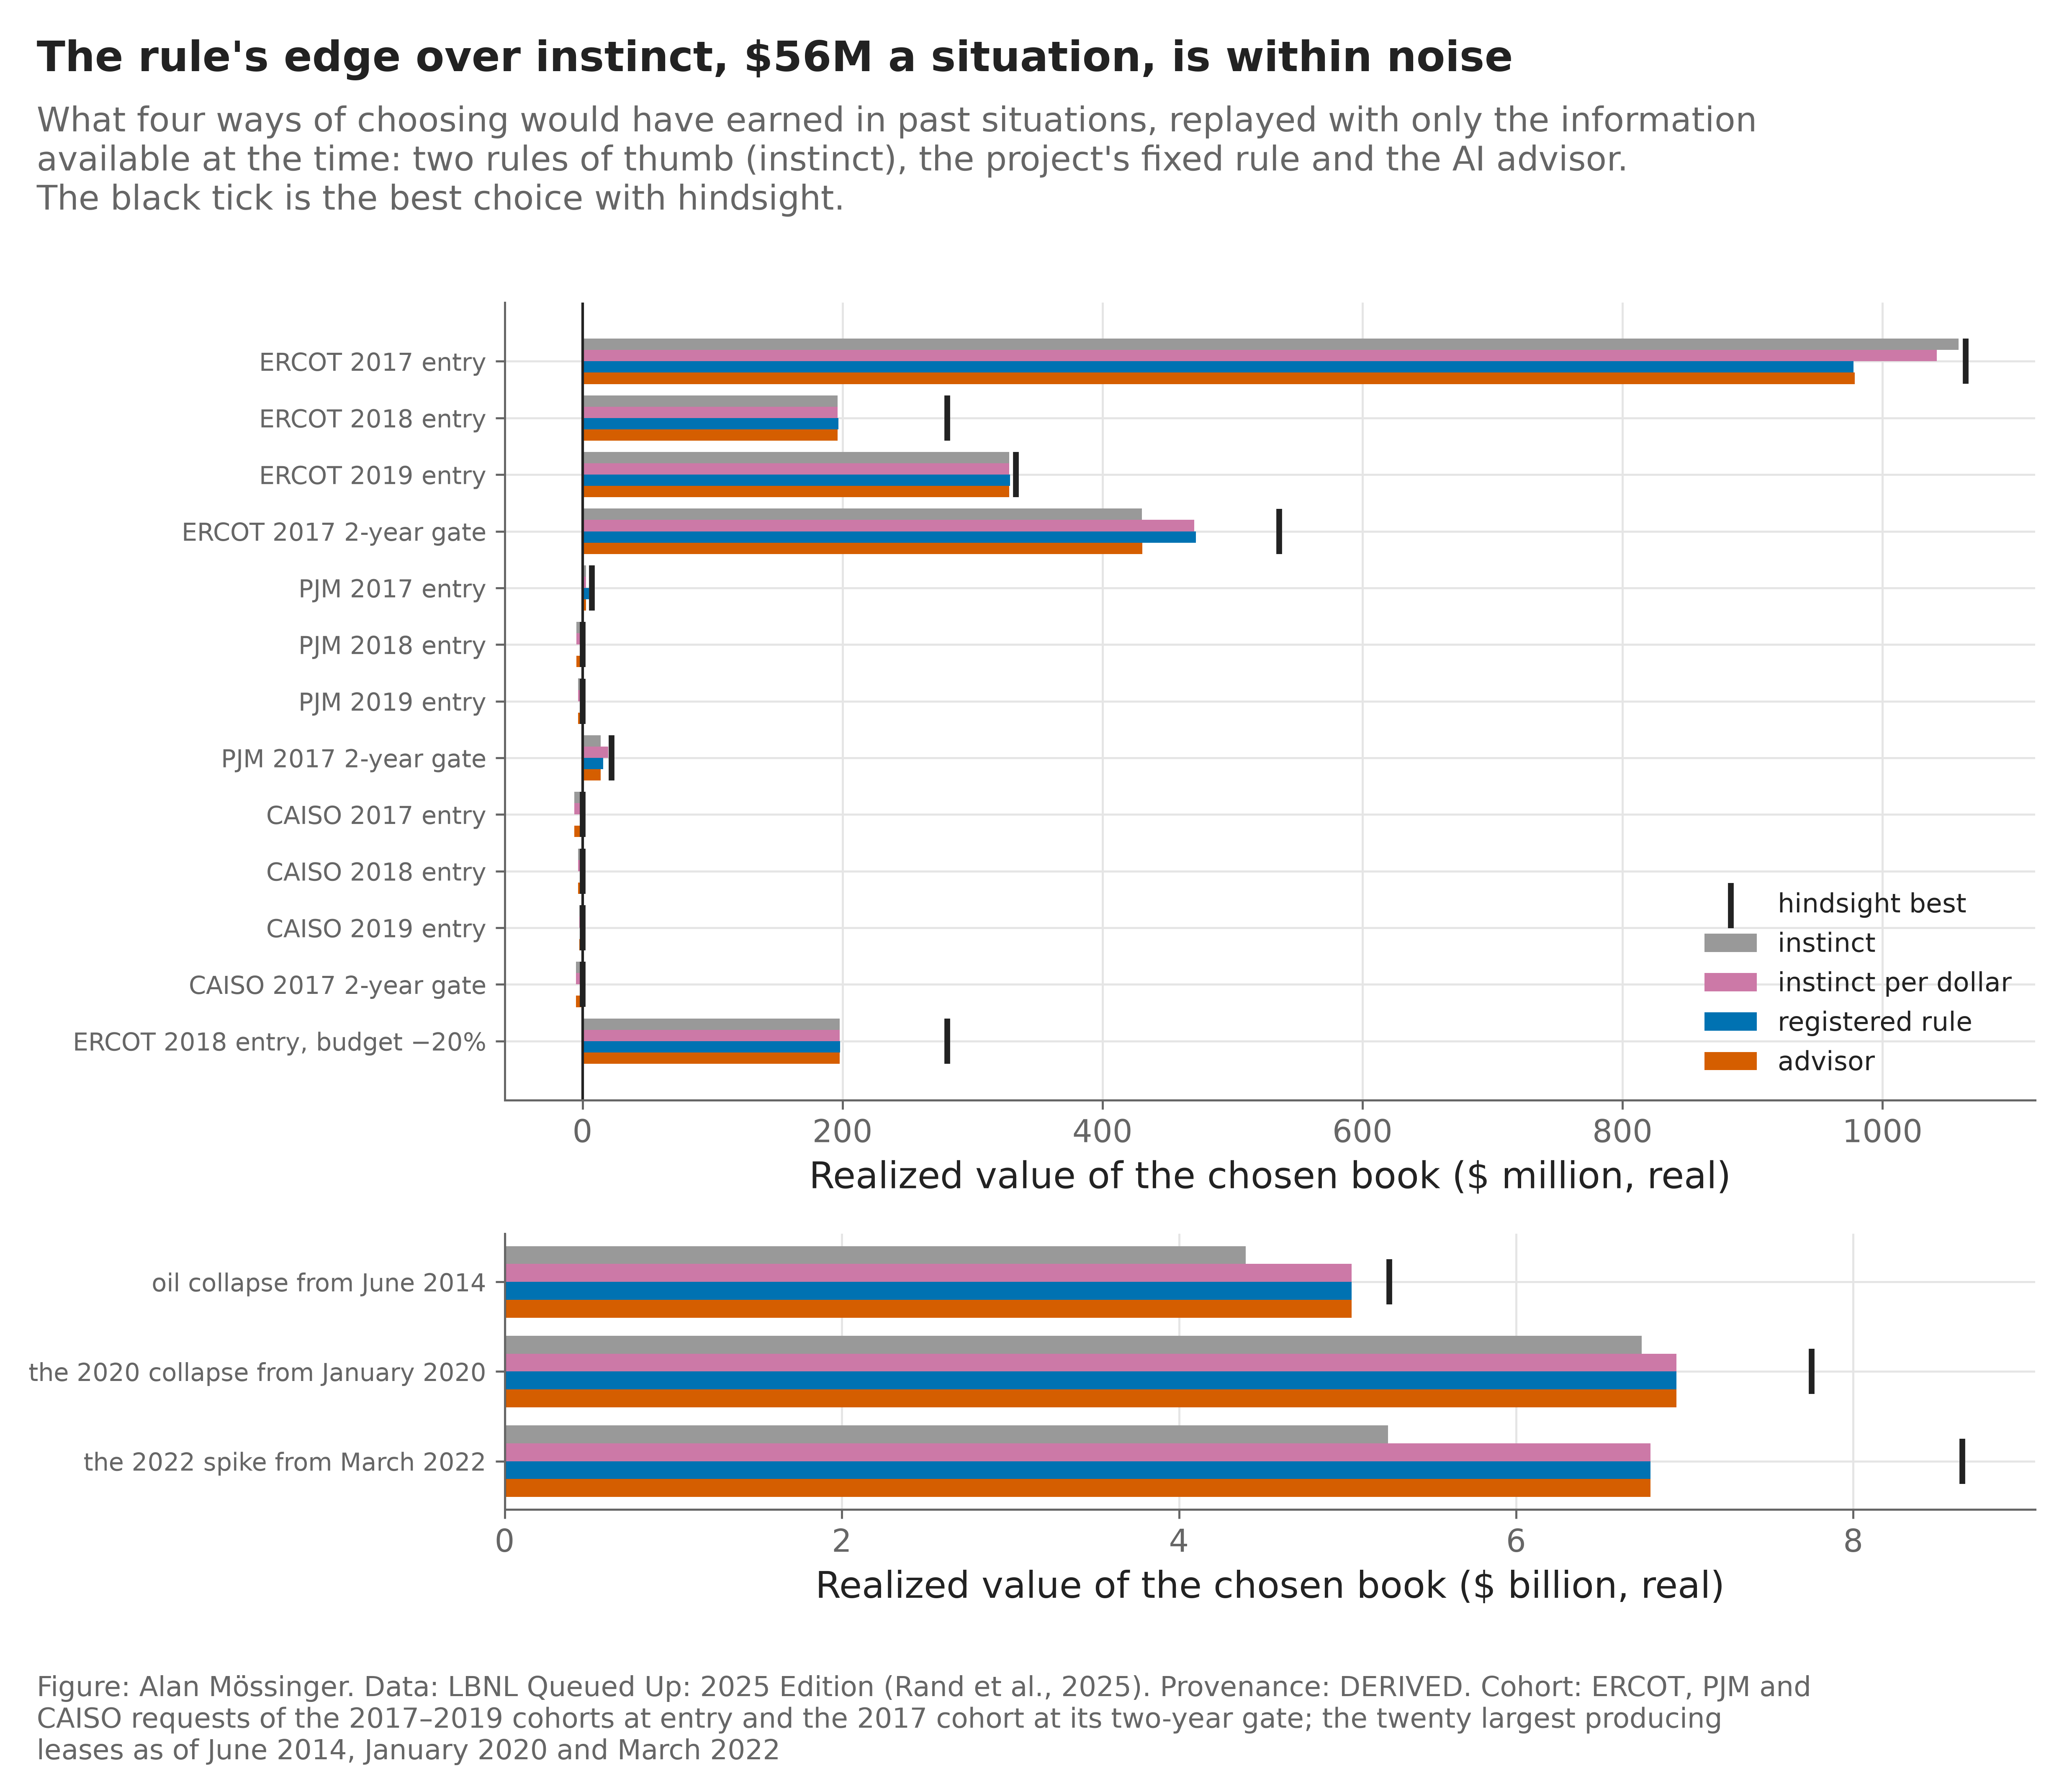 The rule's edge over instinct, $56M a situation, is within noise
What four ways of choosing would have earned in past situations, replayed with only the information
available at the time: two rules of thumb (instinct), the project's fixed rule and the AI advisor.
The black tick is the best choice with hindsight.
ERCOT 2017 entry
ERCOT 2018 entry
ERCOT 2019 entry
ERCOT 2017 2-year gate
PJM 2017 entry
PJM 2018 entry
PJM 2019 entry
PJM 2017 2-year gate
CAISO 2017 entry
CAISO 2018 entry
CAISO 2019 entry
CAISO 2017 2-year gate
ERCOT 2018 entry, budget −20%
hindsight best
instinct
instinct per dollar
registered rule
advisor
0 200 400 600 800 1000
Realized value of the chosen book ($ million, real)
oil collapse from June 2014
the 2020 collapse from January 2020
the 2022 spike from March 2022
0 2 4 6 8
Realized value of the chosen book ($ billion, real)
Figure: Alan Mössinger. Data: LBNL Queued Up: 2025 Edition (Rand et al., 2025). Provenance: DERIVED. Cohort: ERCOT, PJM and
CAISO requests of the 2017–2019 cohorts at entry and the 2017 cohort at its two-year gate; the twenty largest producing
leases as of June 2014, January 2020 and March 2022